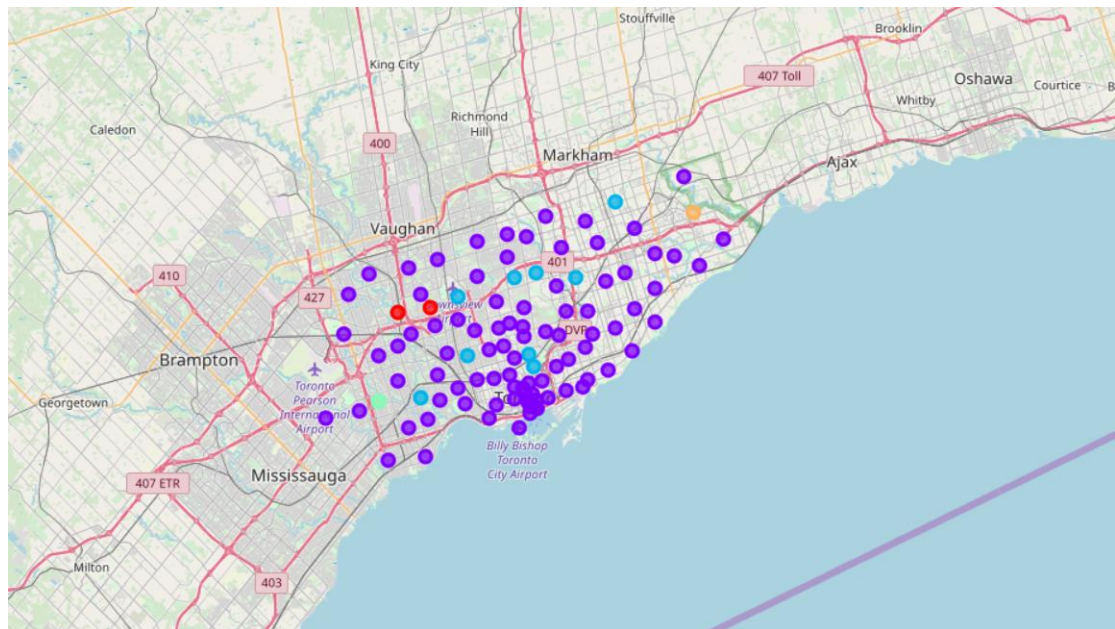 Stouffville
Brooklin
King City
407 Toll
Oshawa
Courtice
Whitby
Richmond
Hill
Caledon
400
Markham
Ajax
Vaughan
401
410
427
DVP
Brampton
Toronto
Pearson
International
Airport
Georgetown
Billy Bishop
Toronto
City Airport
Mississauga
407 ETR
Milton
403